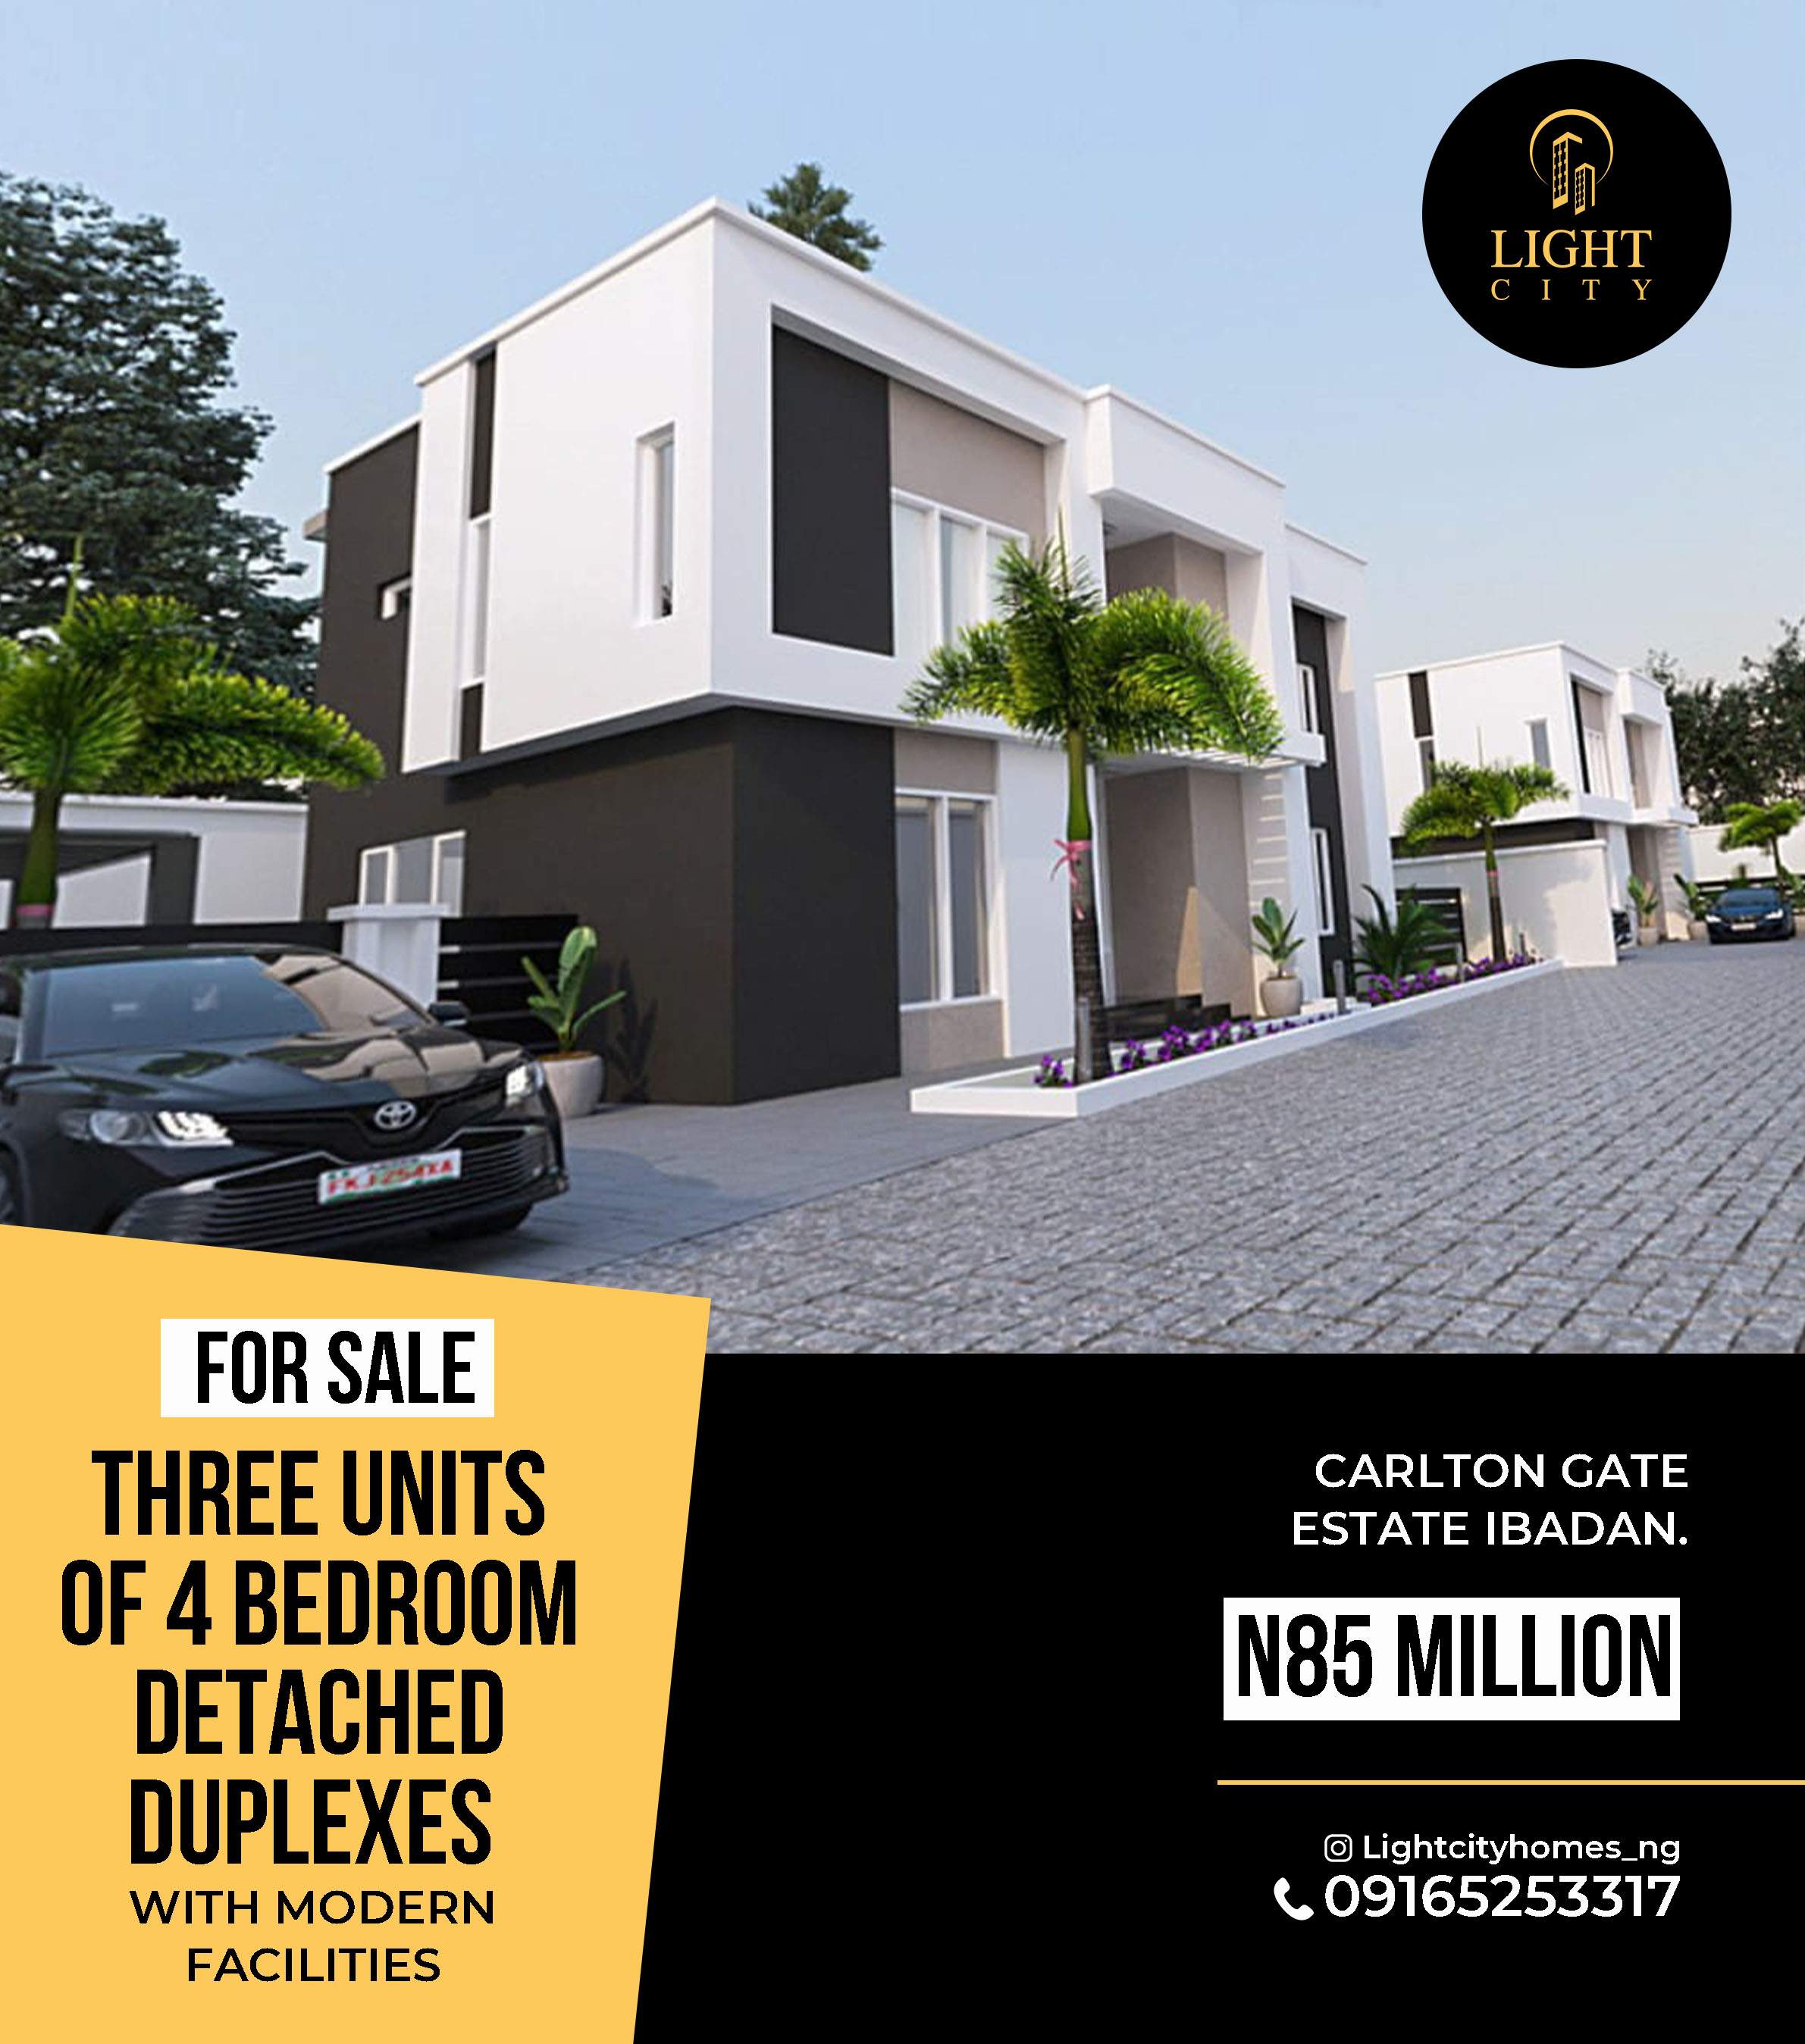 LIGHT
CITY
FOR SALE
THREE UNITS
OF 4 BEDROOM
DETACHED
DUPLEXES
WITH MODERN
FACILITIES
CARLTON GATE
ESTATE IBADAN.
N85 MILLION
Lightcityhomes_ng
09165253317